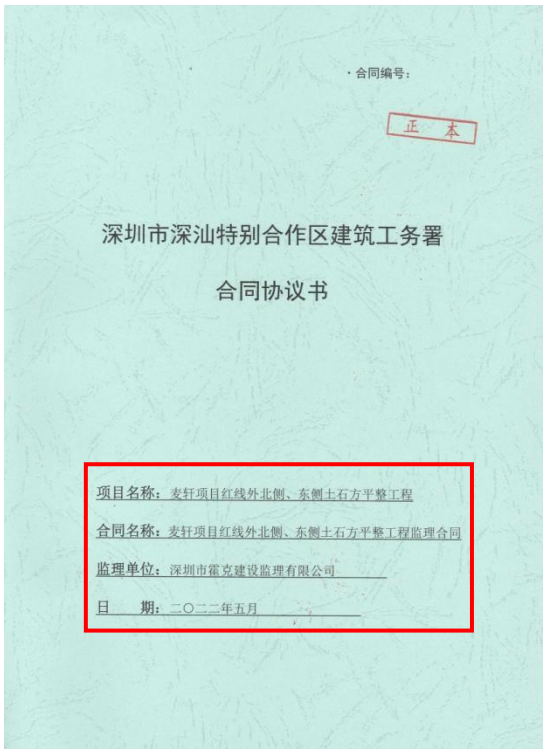 ·合同编号：
正 本
深圳市深汕特别合作区建筑工务署
合同协议书
项目名称：麦轩项目红线外北侧、东侧土石方平整工程
合同名称：麦轩项目红线外北侧、东侧土石方平整工程监理合同
监理单位：深圳市霍克建设监理有限公司
日 期：二〇二二年五月